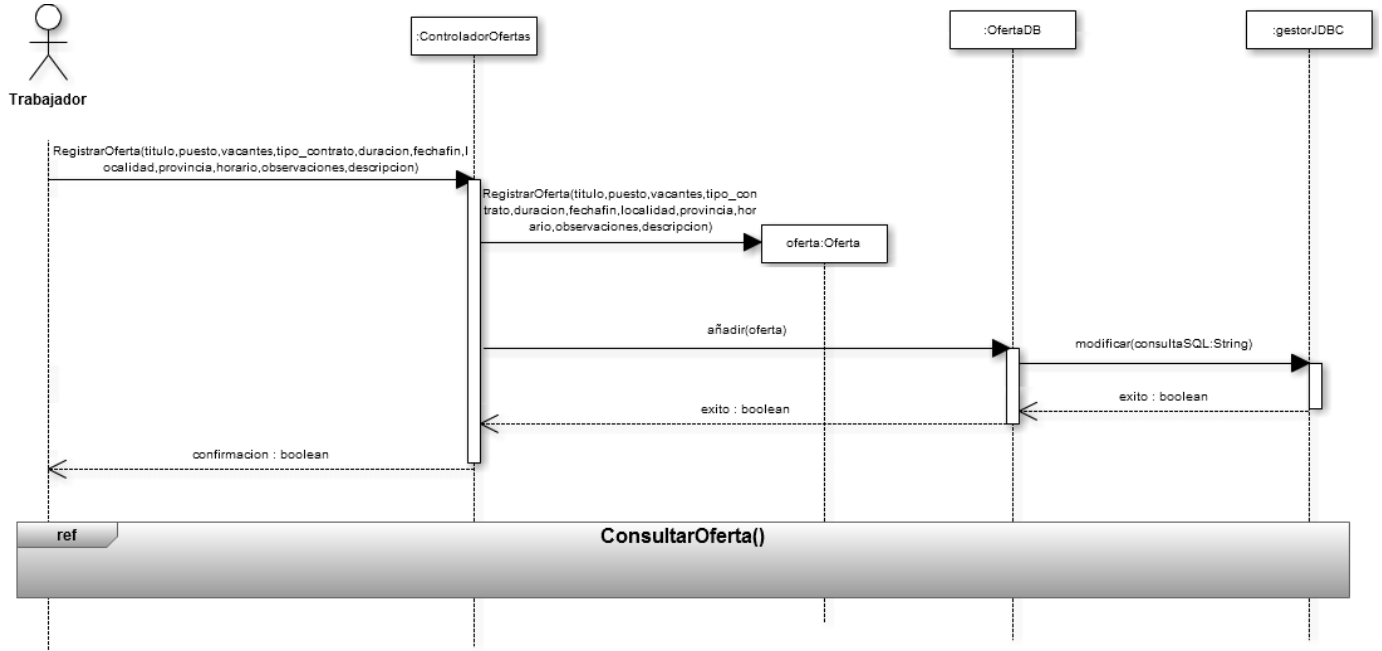 :ControladorOfertas
:OfertaDB
:gestorJDBC
Trabajador
RegistrarOferta(titulo,puesto,vacantes,tipo_contrato,duracion,fechafin,l
ocalidad,provincia,horario,observaciones,descripcion)
RegistrarOferta(titulo,puesto,vacantes,tipo_con
trato,duracion,fechafin,localidad,provincia,hor
ario,observaciones,descripcion)
oferta:Oferta
añadir(oferta)
modificar(consultaSQL:String)
exito : boolean
exito : boolean
confirmacion : boolean
ref
ConsultarOferta()